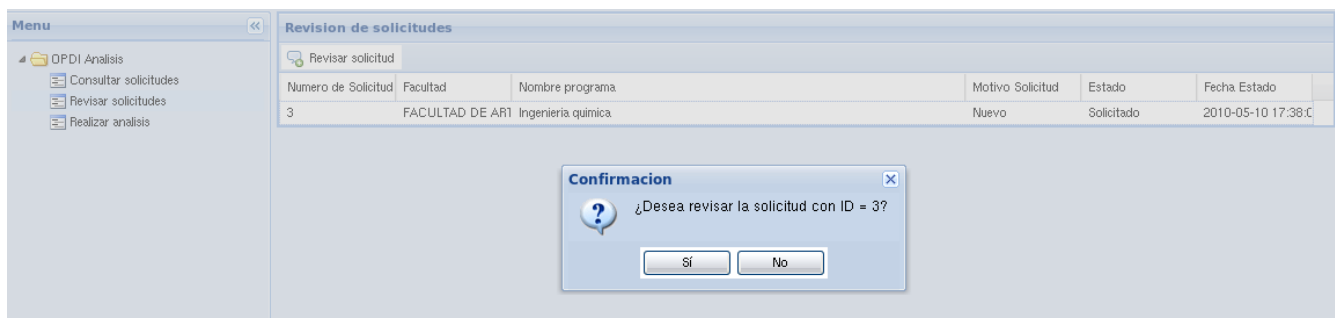 Menu
Revision de solicitudes
OPDI Analisis
Consultar solicitudes
Revisar solicitudes
Realizar analisis
Revisar solicitud
Numero de Solicitud Facultad Nombre programa Motivo Solicitud Estado Fecha Estado
3 FACULTAD DE ART Ingenieria quimica Nuevo Solicitado 2010-05-10 17:38:0
Confirmacion
¿Desea revisar la solicitud con ID = 3?
Sí No